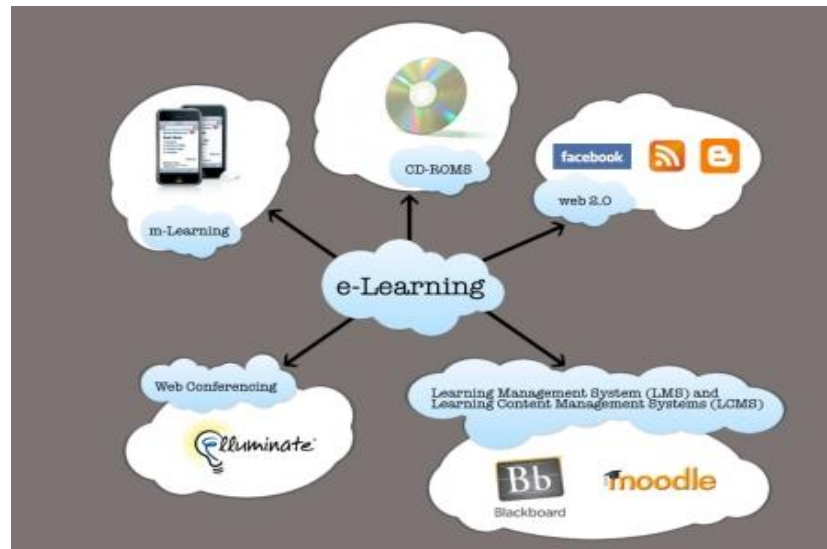 CD-ROMS
facebook
web 2.0
m-Learning
e-Learning
Web Conferencing
elluminate
Learning Management System (LMS) and
Learning Content Management Systems (LCMS)
Bb
Blackboard
moodle